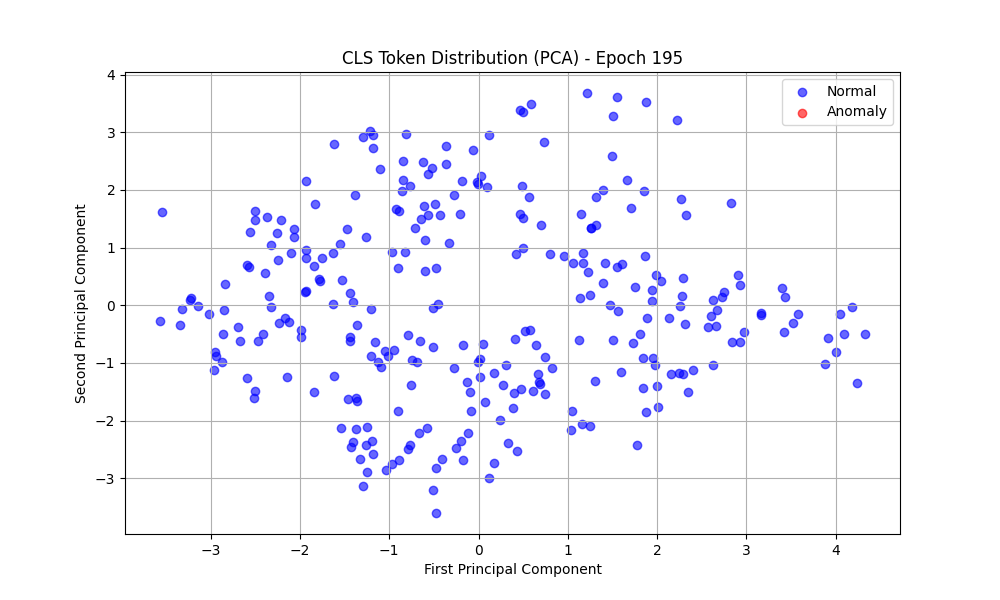 CLS Token Distribution (PCA) - Epoch 195
Normal
Anomaly
Second Principal Component
4
3
2
1
0
−1
−2
−3
−3 −2 −1 0 1 2 3 4
First Principal Component